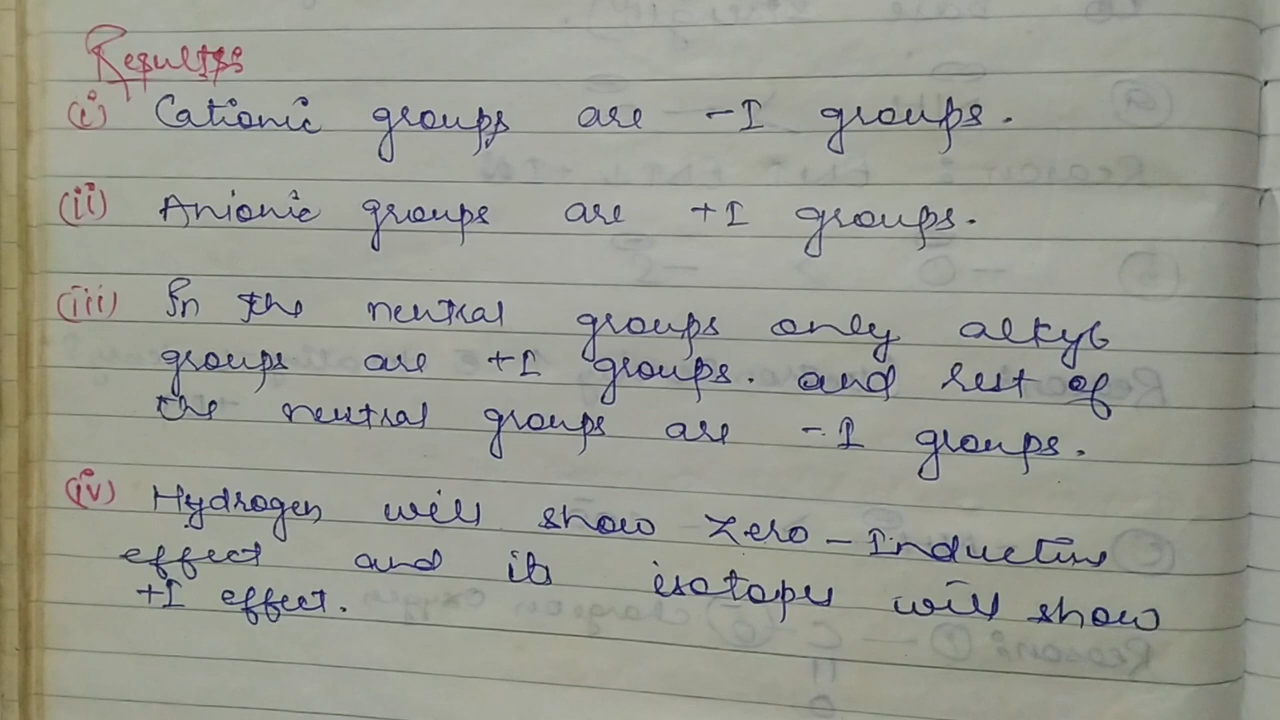 Results
(i) Cationic groups are -I groups.
(ii) Anionic groups are +I groups.
(iii) In the neutral groups only alkyl
groups are +I groups. and rest of
the neutral groups are -I groups.
(iv) Hydrogen will show zero-Inductive
effect and its isotopes will show
+I effect.